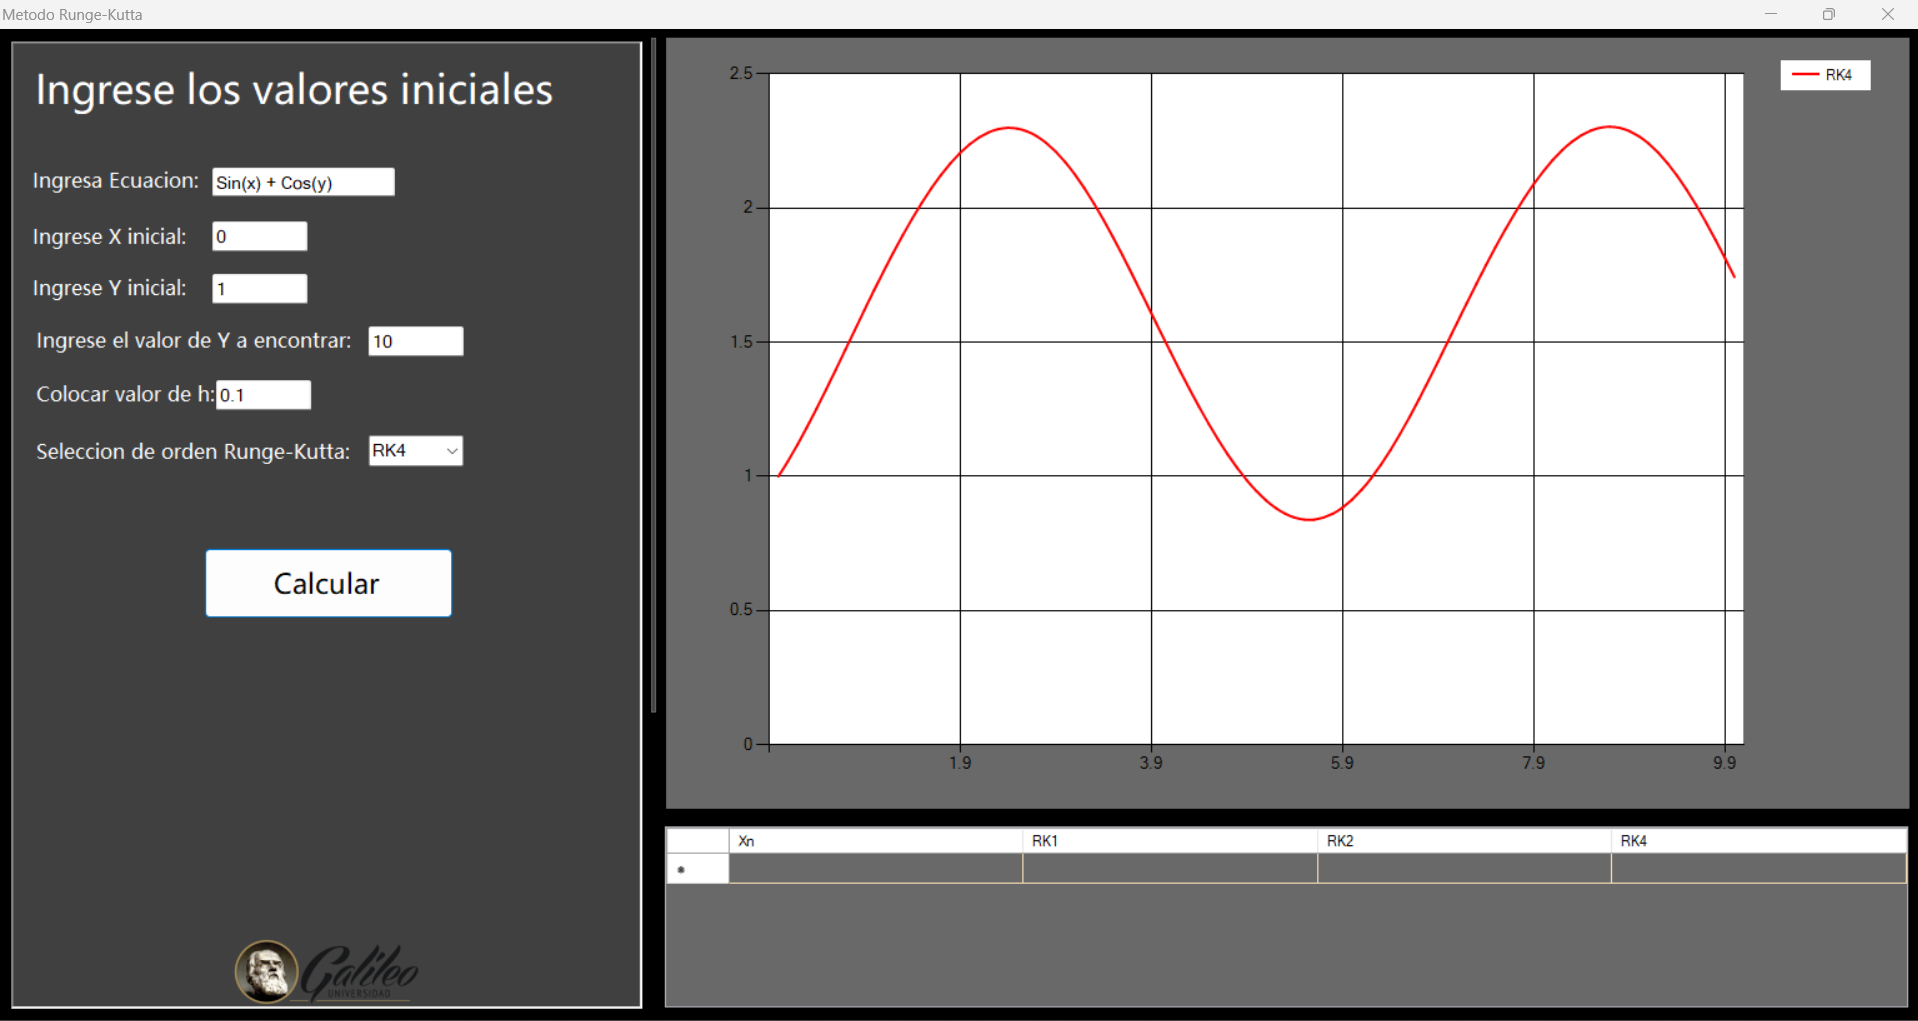 Metodo Runge-Kutta
Ingrese los valores iniciales
Ingresa Ecuacion: Sin(x) + Cos(y)
Ingrese X inicial: 0
Ingrese Y inicial: 1
Ingrese el valor de Y a encontrar: 10
Colocar valor de h: 0.1
Seleccion de orden Runge-Kutta: RK4
Calcular
Galileo
UNIVERSIDAD
RK4
2.5
2
1.5
1
0.5
0
1.9 3.9 5.9 7.9 9.9
Xn RK1 RK2 RK4